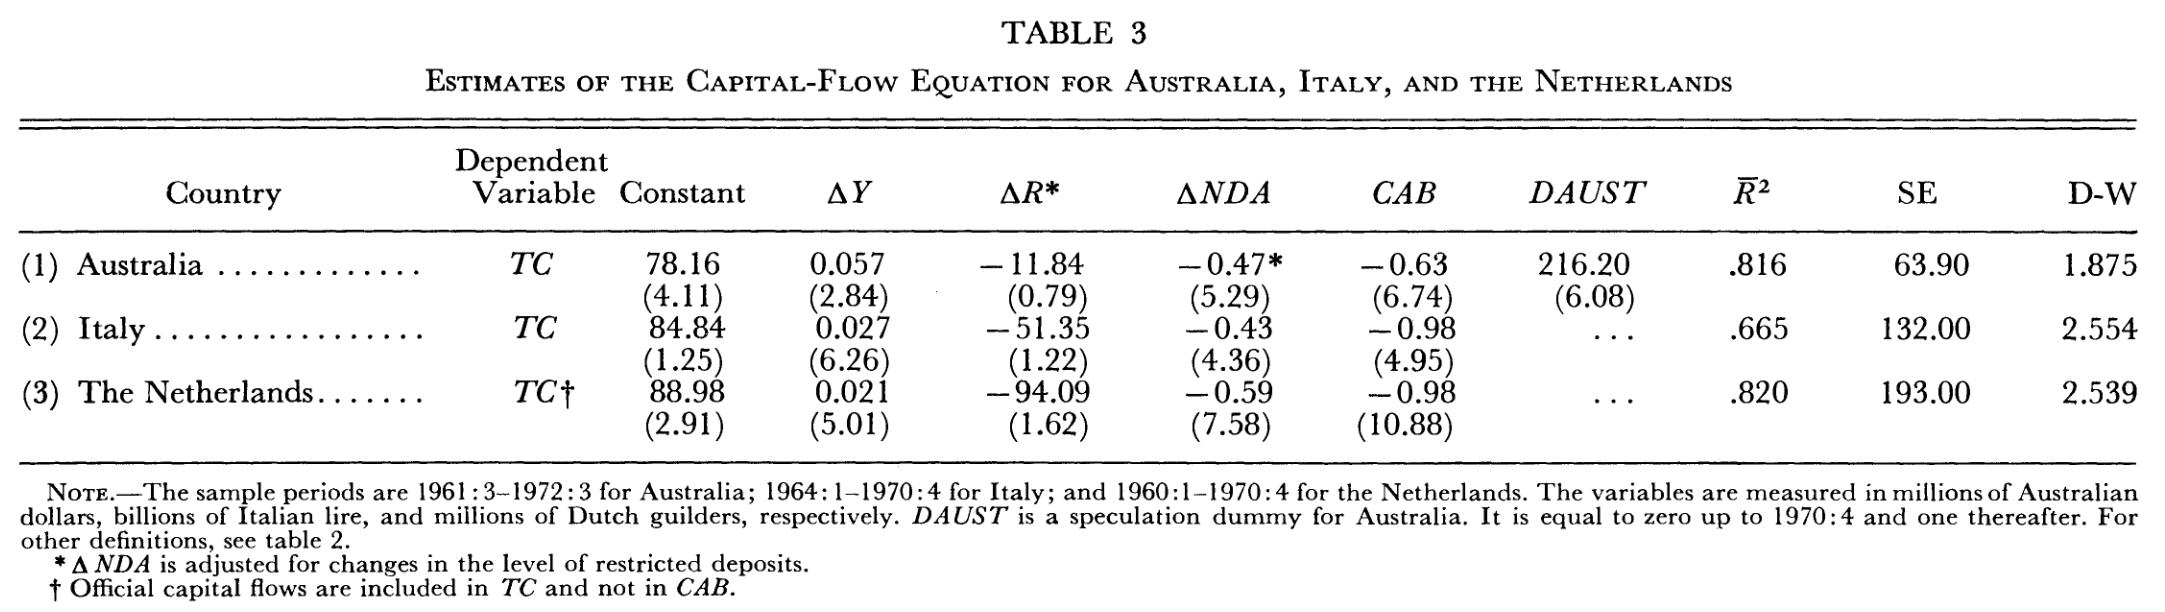 TABLE 3
ESTIMATES OF THE CAPITAL-FLOW EQUATION FOR AUSTRALIA, ITALY, AND THE NETHERLANDS
Country Dependent Variable Constant ΔY ΔR* ΔNDA CAB DAUST R̄² SE D-W
(1) Australia ............. TC 78.16 0.057 −11.84 −0.47* −0.63 216.20 .816 63.90 1.875
(4.11) (2.84) (0.79) (5.29) (6.74) (6.08)
(2) Italy ................. TC 84.84 0.027 −51.35 −0.43 −0.98 ... .665 132.00 2.554
(1.25) (6.26) (1.22) (4.36) (4.95)
(3) The Netherlands....... TC† 88.98 0.021 −94.09 −0.59 −0.98 ... .820 193.00 2.539
(2.91) (5.01) (1.62) (7.58) (10.88)
NOTE.—The sample periods are 1961:3–1972:3 for Australia; 1964:1–1970:4 for Italy; and 1960:1–1970:4 for the Netherlands. The variables are measured in millions of Australian
dollars, billions of Italian lire, and millions of Dutch guilders, respectively. DAUST is a speculation dummy for Australia. It is equal to zero up to 1970:4 and one thereafter. For
other definitions, see table 2.
* Δ NDA is adjusted for changes in the level of restricted deposits.
† Official capital flows are included in TC and not in CAB.